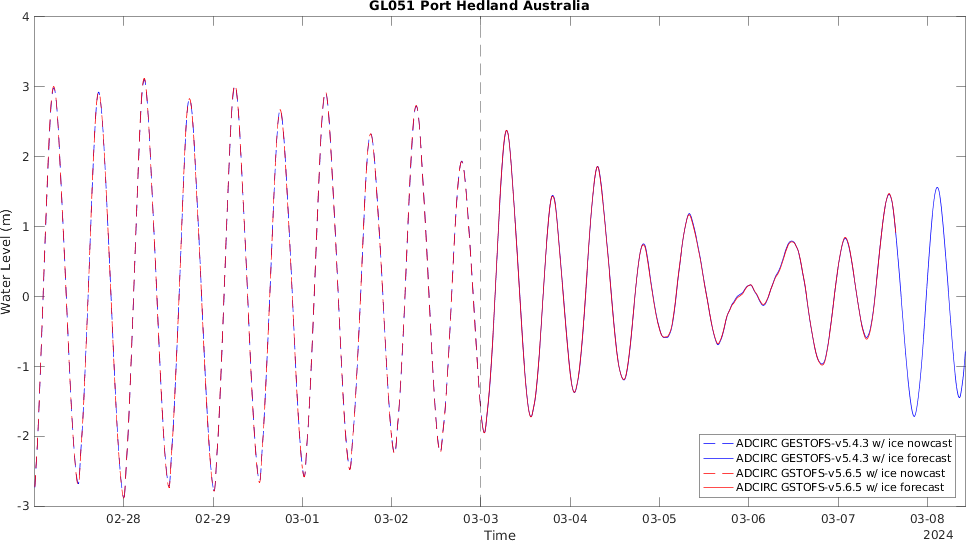 GL051 Port Hedland Australia
4
3
2
1
0
-1
-2
-3
Water Level (m)
ADCIRC GESTOFS-v5.4.3 w/ ice nowcast
ADCIRC GESTOFS-v5.4.3 w/ ice forecast
ADCIRC GSTOFS-v5.6.5 w/ ice nowcast
ADCIRC GSTOFS-v5.6.5 w/ ice forecast
02-28 02-29 03-01 03-02 03-03 03-04 03-05 03-06 03-07 03-08
Time 2024